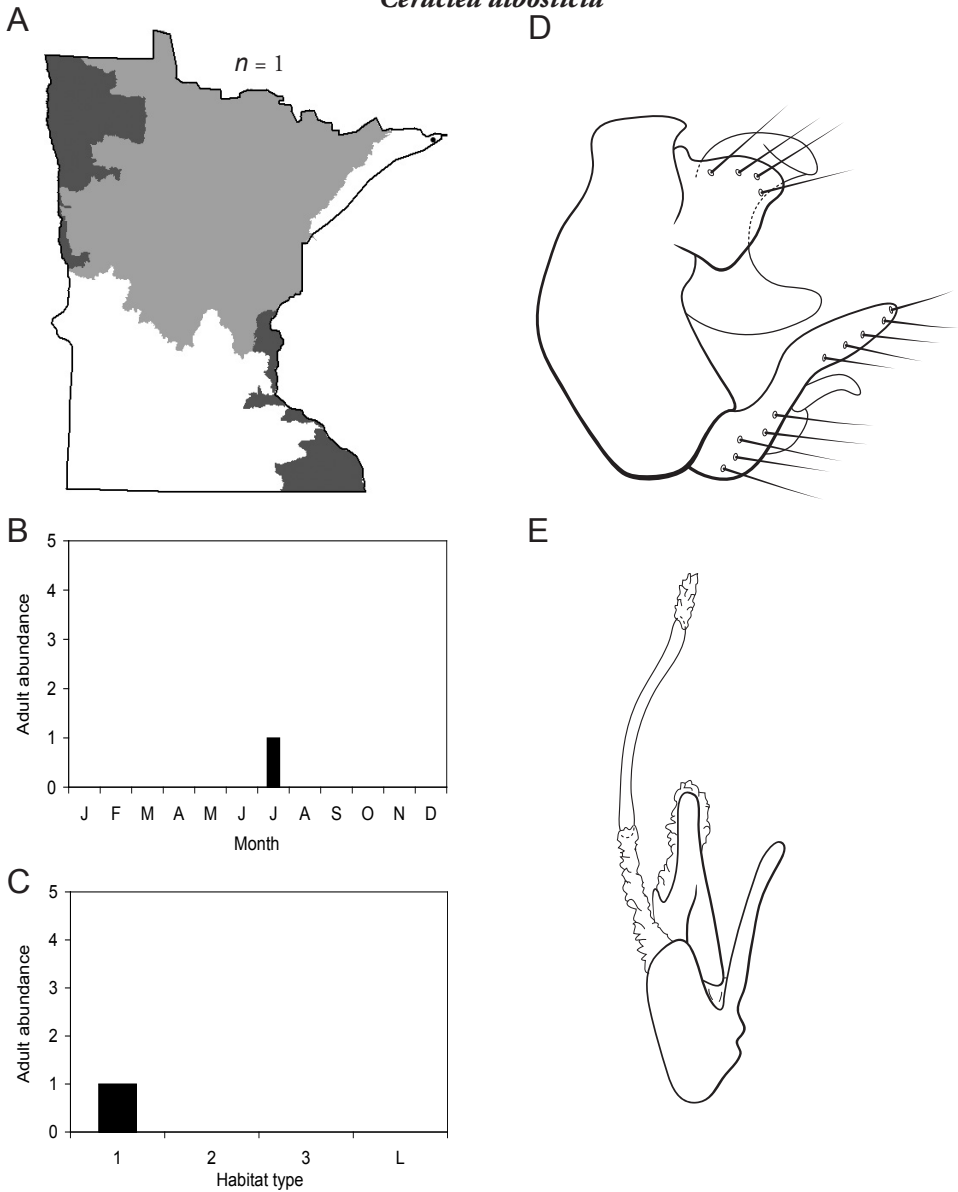 Ceraclea albosticta
A
n = 1
D
B
5
4
3
2
1
0
Adult abundance
J F M A M J J A S O N D
Month
C
5
4
3
2
1
0
Adult abundance
1 2 3 L
Habitat type
E